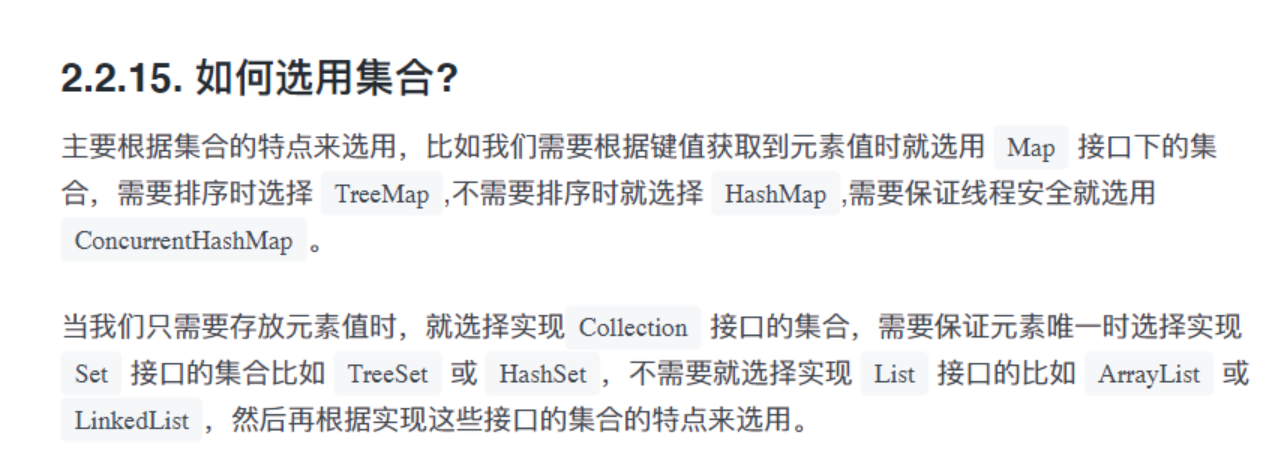 2.2.15. 如何选用集合?
主要根据集合的特点来选用，比如我们需要根据键值获取到元素值时就选用 Map 接口下的集
合，需要排序时选择 TreeMap ,不需要排序时就选择 HashMap ,需要保证线程安全就选用
ConcurrentHashMap 。
当我们只需要存放元素值时，就选择实现 Collection 接口的集合，需要保证元素唯一时选择实现
Set 接口的集合比如 TreeSet 或 HashSet ，不需要就选择实现 List 接口的比如 ArrayList 或
LinkedList ，然后再根据实现这些接口的集合的特点来选用。